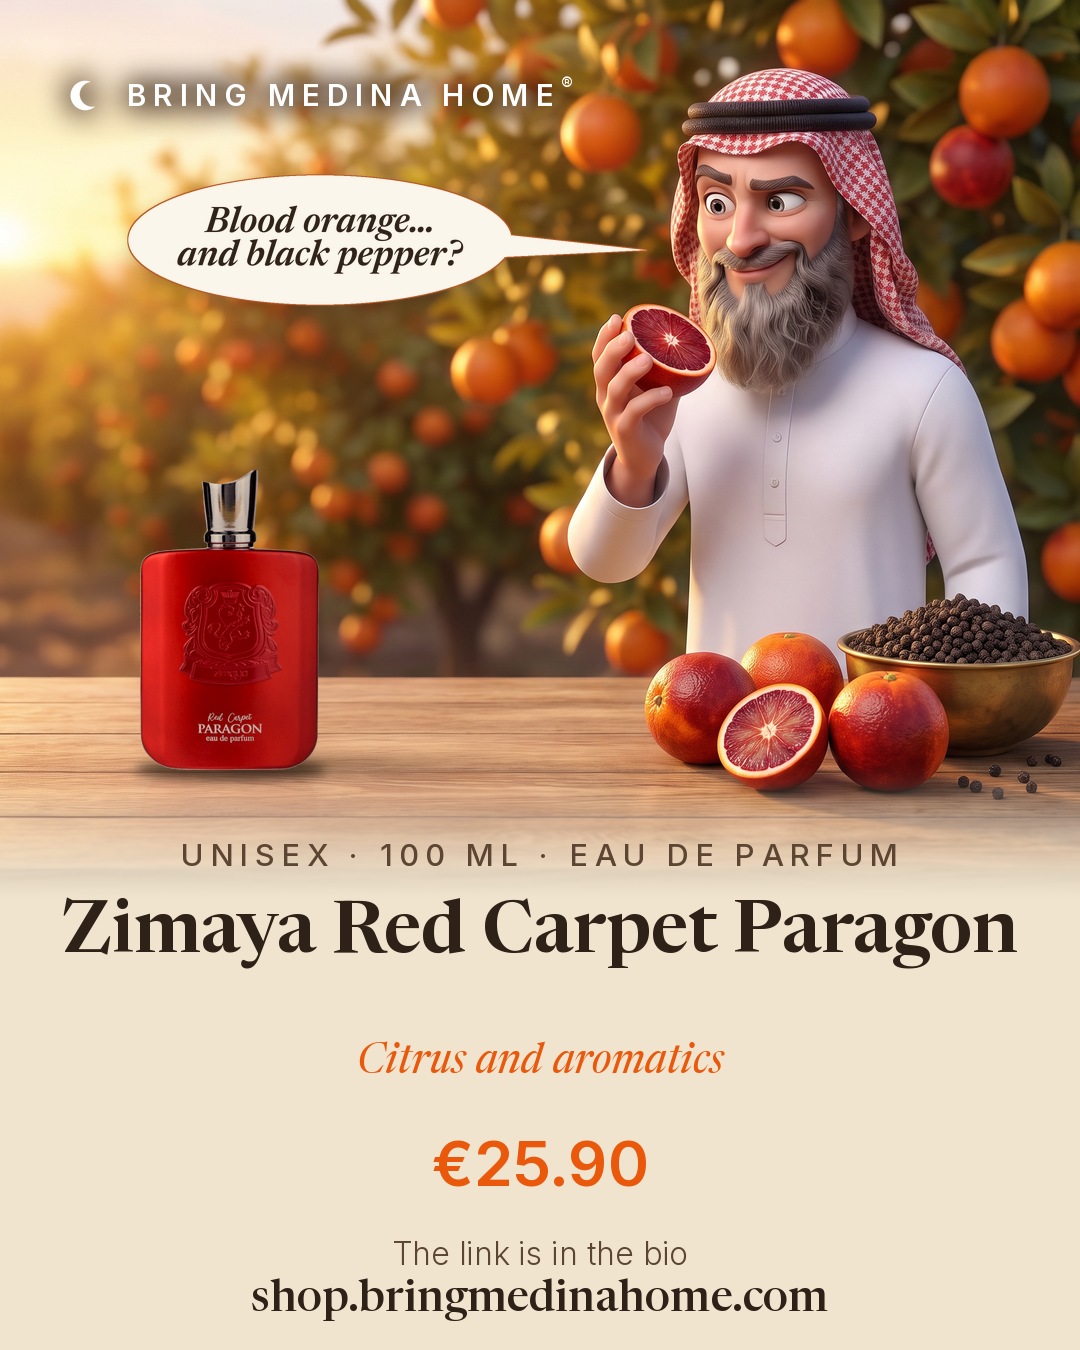 BRING MEDINA HOME®
Blood orange...
and black pepper?
Red Carpet
PARAGON
eau de parfum
UNISEX · 100 ML · EAU DE PARFUM
Zimaya Red Carpet Paragon
Citrus and aromatics
€25.90
The link is in the bio
shop.bringmedinahome.com